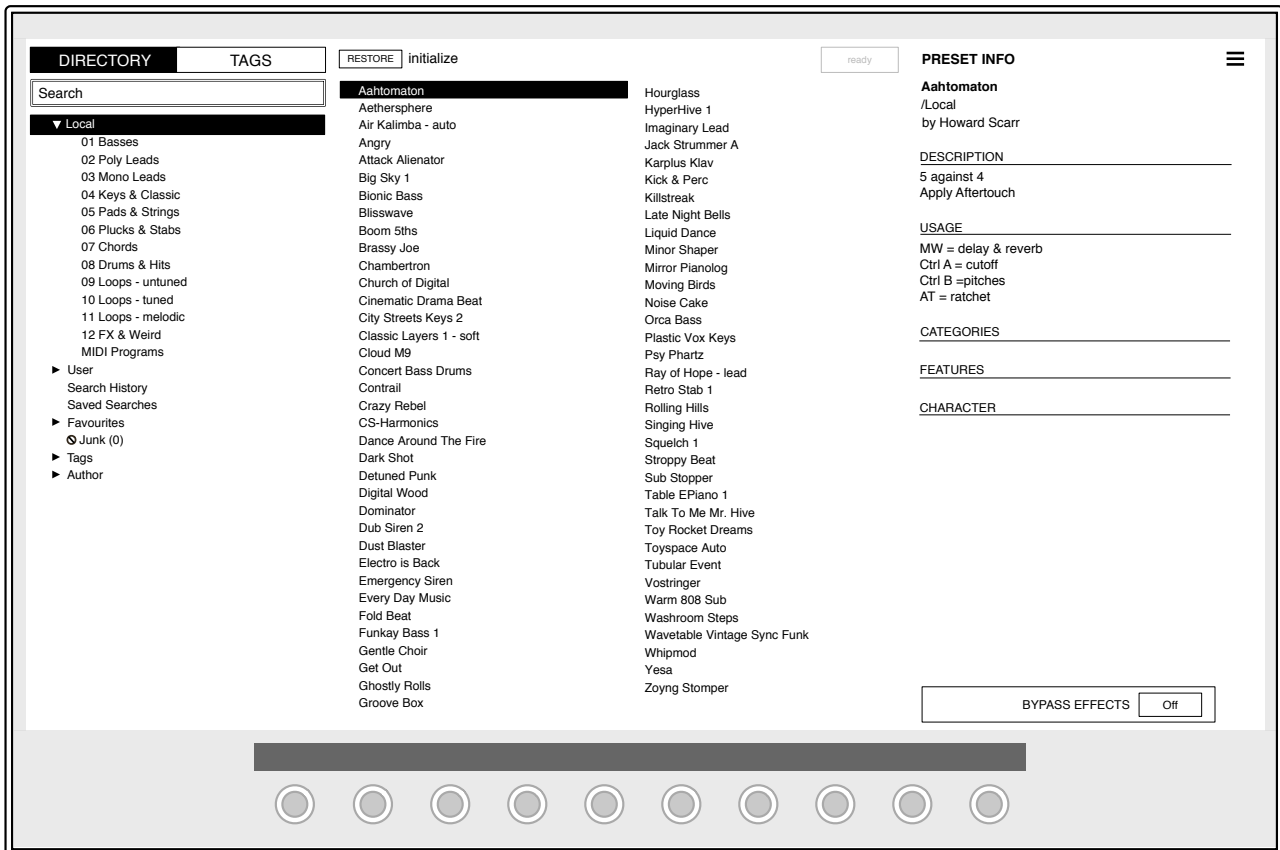 DIRECTORY
TAGS
Search
▼ Local
01 Basses
02 Poly Leads
03 Mono Leads
04 Keys & Classic
05 Pads & Strings
06 Plucks & Stabs
07 Chords
08 Drums & Hits
09 Loops - untuned
10 Loops - tuned
11 Loops - melodic
12 FX & Weird
MIDI Programs
► User
Search History
Saved Searches
► Favourites
Junk (0)
► Tags
► Author
RESTORE initialize
ready
Aahtomaton
Aethersphere
Air Kalimba - auto
Angry
Attack Alienator
Big Sky 1
Bionic Bass
Blisswave
Boom 5ths
Brassy Joe
Chambertron
Church of Digital
Cinematic Drama Beat
City Streets Keys 2
Classic Layers 1 - soft
Cloud M9
Concert Bass Drums
Contrail
Crazy Rebel
CS-Harmonics
Dance Around The Fire
Dark Shot
Detuned Punk
Digital Wood
Dominator
Dub Siren 2
Dust Blaster
Electro is Back
Emergency Siren
Every Day Music
Fold Beat
Funkay Bass 1
Gentle Choir
Get Out
Ghostly Rolls
Groove Box
Hourglass
HyperHive 1
Imaginary Lead
Jack Strummer A
Karplus Klav
Kick & Perc
Killstreak
Late Night Bells
Liquid Dance
Minor Shaper
Mirror Pianolog
Moving Birds
Noise Cake
Orca Bass
Plastic Vox Keys
Psy Phartz
Ray of Hope - lead
Retro Stab 1
Rolling Hills
Singing Hive
Squelch 1
Stroppy Beat
Sub Stopper
Table EPiano 1
Talk To Me Mr. Hive
Toy Rocket Dreams
Toyspace Auto
Tubular Event
Vostringer
Warm 808 Sub
Washroom Steps
Wavetable Vintage Sync Funk
Whipmod
Yesa
Zoyng Stomper
PRESET INFO
Aahtomaton
/Local
by Howard Scarr
DESCRIPTION
5 against 4
Apply Aftertouch
USAGE
MW = delay & reverb
Ctrl A = cutoff
Ctrl B =pitches
AT = ratchet
CATEGORIES
FEATURES
CHARACTER
BYPASS EFFECTS Off